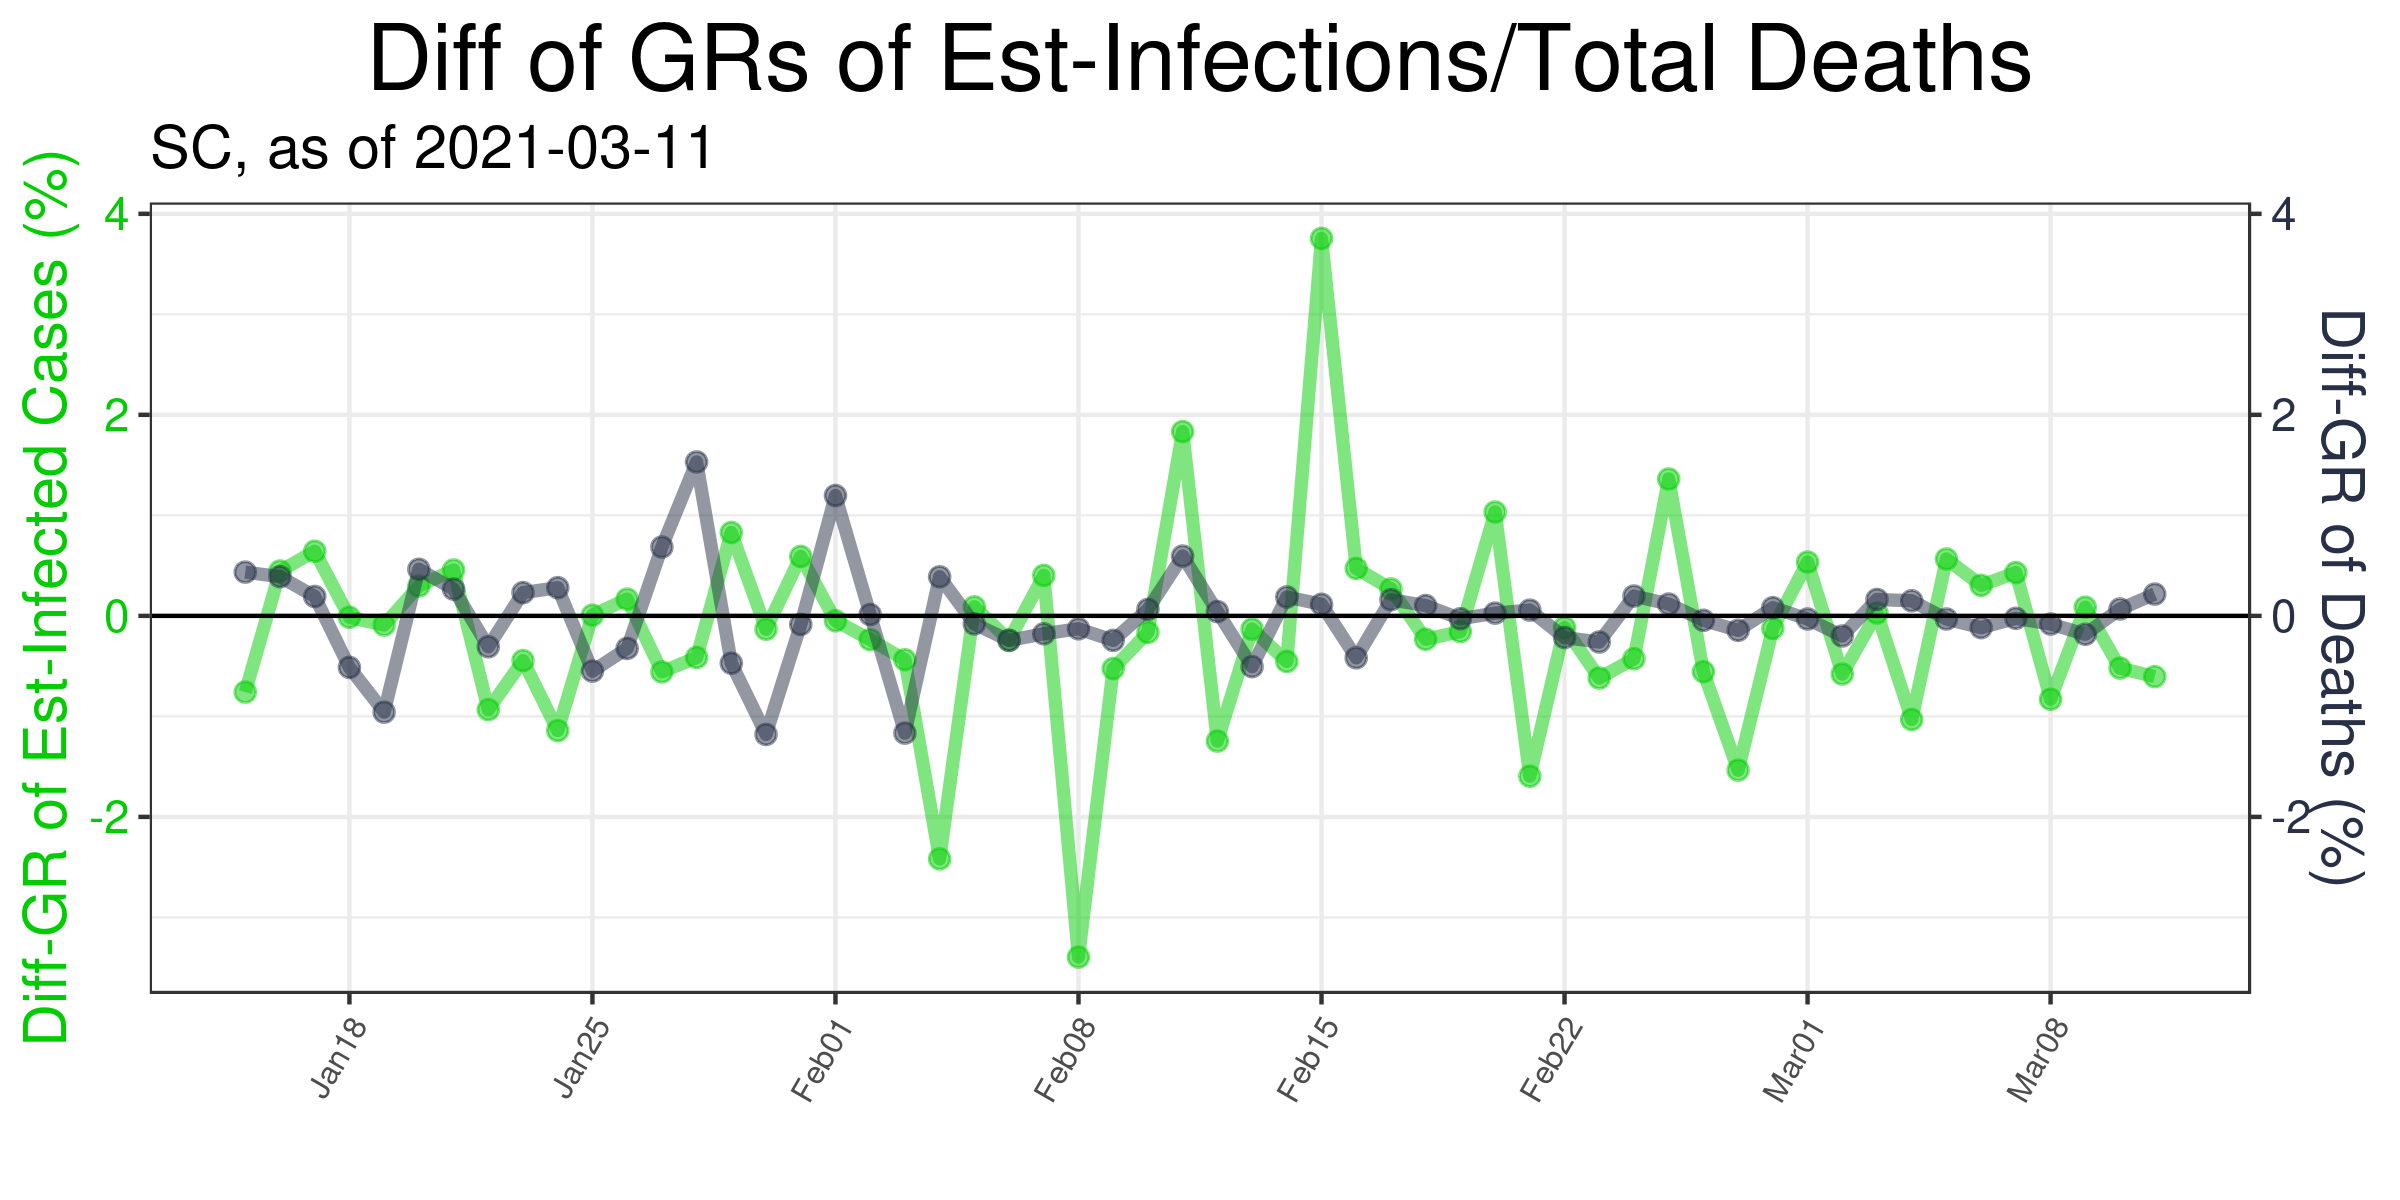 Diff of GRs of Est-Infections/Total Deaths
SC, as of 2021-03-11
Diff-GR of Est-Infected Cases (%)
4
2
0
-2
4
2
0
-2
Diff-GR of Deaths (%)
Jan18
Jan25
Feb01
Feb08
Feb15
Feb22
Mar01
Mar08